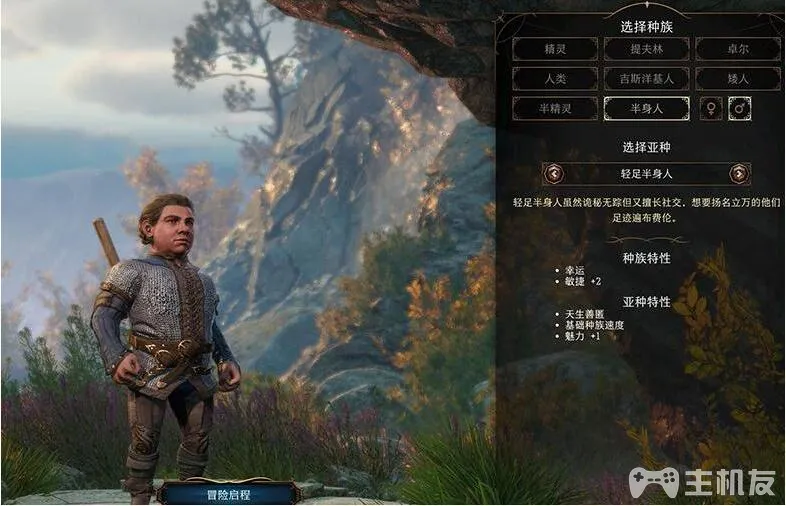 选择种族
精灵 提夫林 卓尔
人类 吉斯洋基人 矮人
半精灵 半身人
选择亚种
轻足半身人
轻足半身人虽然诡秘无踪但又擅长社交，想要扬名立万的他们
足迹遍布费伦。
种族特性
• 幸运
• 敏捷 +2
亚种特性
• 天生善匿
• 基础种族速度
• 魅力 +1
冒险启程
主机友